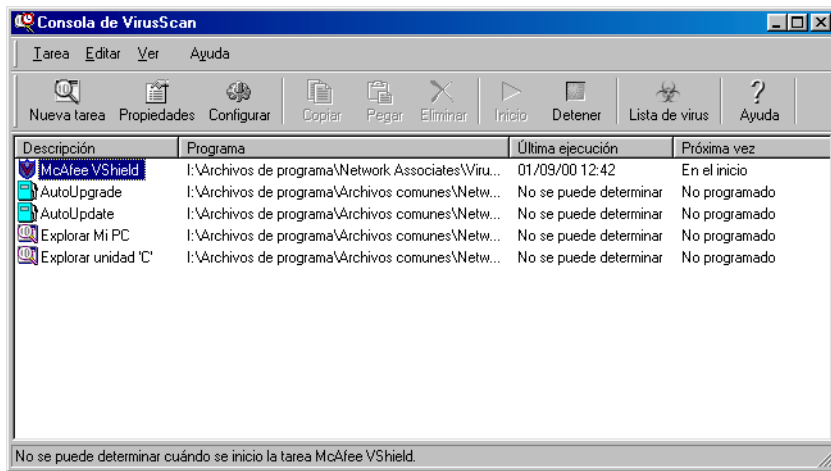 Consola de VirusScan
Tarea Editar Ver Ayuda
Nueva tarea Propiedades Configurar Copiar Pegar Eliminar Inicio Detener Lista de virus Ayuda
Descripción Programa Última ejecución Próxima vez
McAfee VShield I:\Archivos de programa\Network Associates\Viru... 01/09/00 12:42 En el inicio
AutoUpgrade I:\Archivos de programa\Archivos comunes\Netw... No se puede determinar No programado
AutoUpdate I:\Archivos de programa\Archivos comunes\Netw... No se puede determinar No programado
Explorar Mi PC I:\Archivos de programa\Archivos comunes\Netw... No se puede determinar No programado
Explorar unidad 'C' I:\Archivos de programa\Archivos comunes\Netw... No se puede determinar No programado
No se puede determinar cuándo se inicio la tarea McAfee VShield.